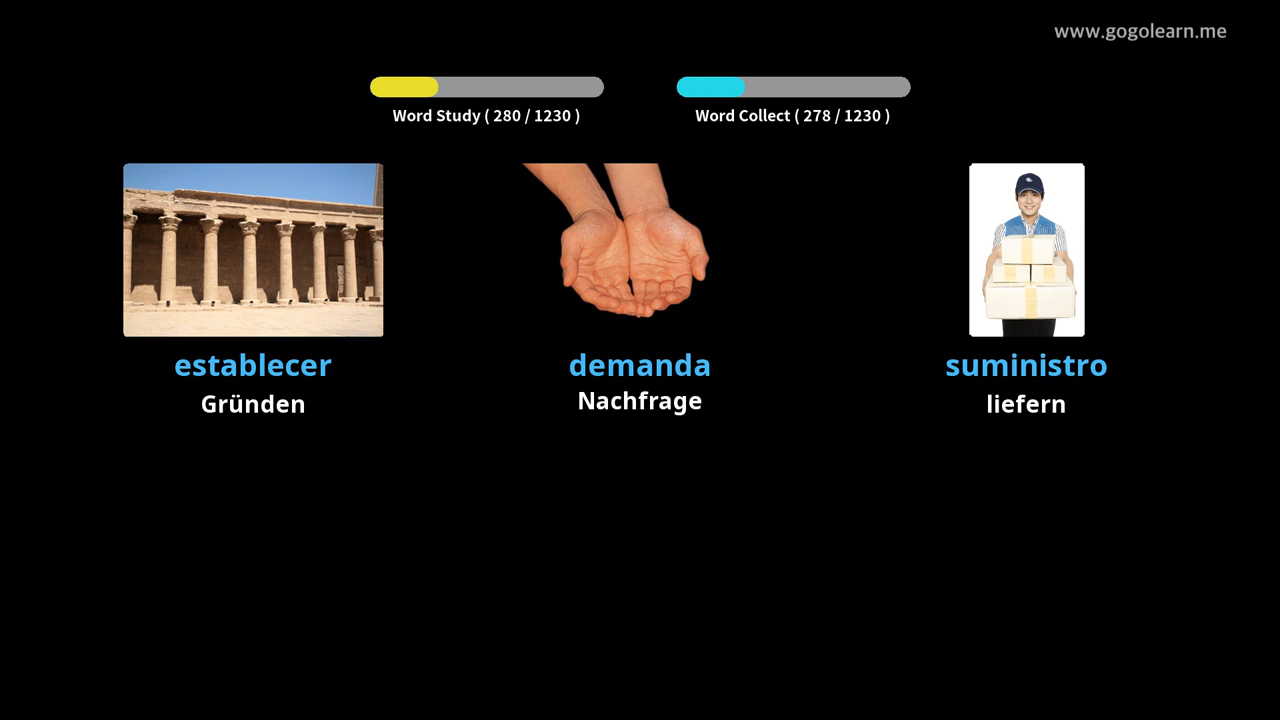 www.gogolearn.me
Word Study ( 280 / 1230 )
Word Collect ( 278 / 1230 )
establecer
Gründen
demanda
Nachfrage
suministro
liefern